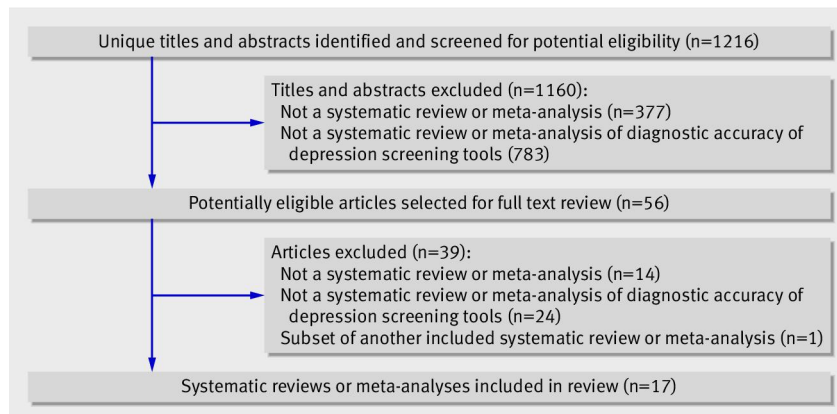 Unique titles and abstracts identified and screened for potential eligibility (n=1216)
Titles and abstracts excluded (n=1160):
Not a systematic review or meta-analysis (n=377)
Not a systematic review or meta-analysis of diagnostic accuracy of
depression screening tools (783)
Potentially eligible articles selected for full text review (n=56)
Articles excluded (n=39):
Not a systematic review or meta-analysis (n=14)
Not a systematic review or meta-analysis of diagnostic accuracy of
depression screening tools (n=24)
Subset of another included systematic review or meta-analysis (n=1)
Systematic reviews or meta-analyses included in review (n=17)